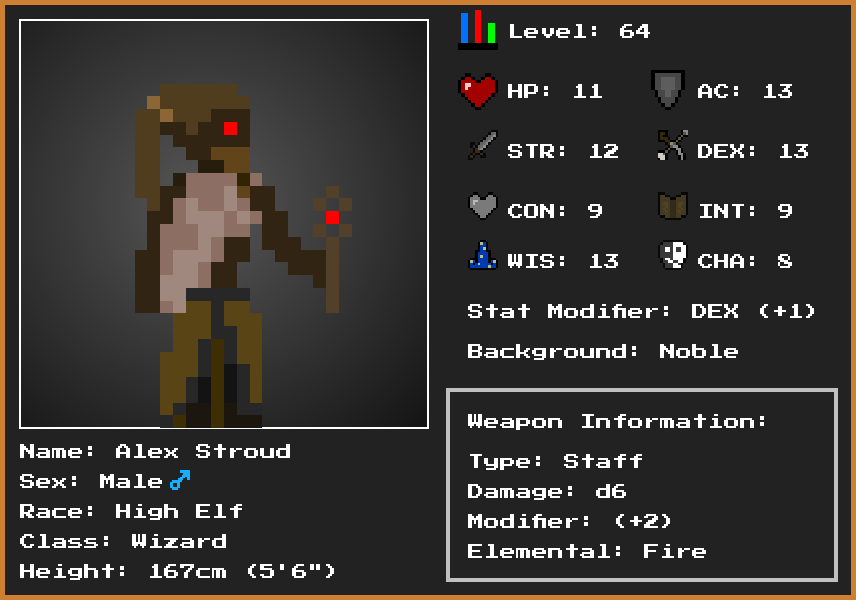 Level: 64
HP: 11
AC: 13
STR: 12
DEX: 13
CON: 9
INT: 9
WIS: 13
CHA: 8
Stat Modifier: DEX (+1)
Background: Noble
Weapon Information:
Type: Staff
Damage: d6
Modifier: (+2)
Elemental: Fire
Name: Alex Stroud
Sex: Male ♂
Race: High Elf
Class: Wizard
Height: 167cm (5'6")